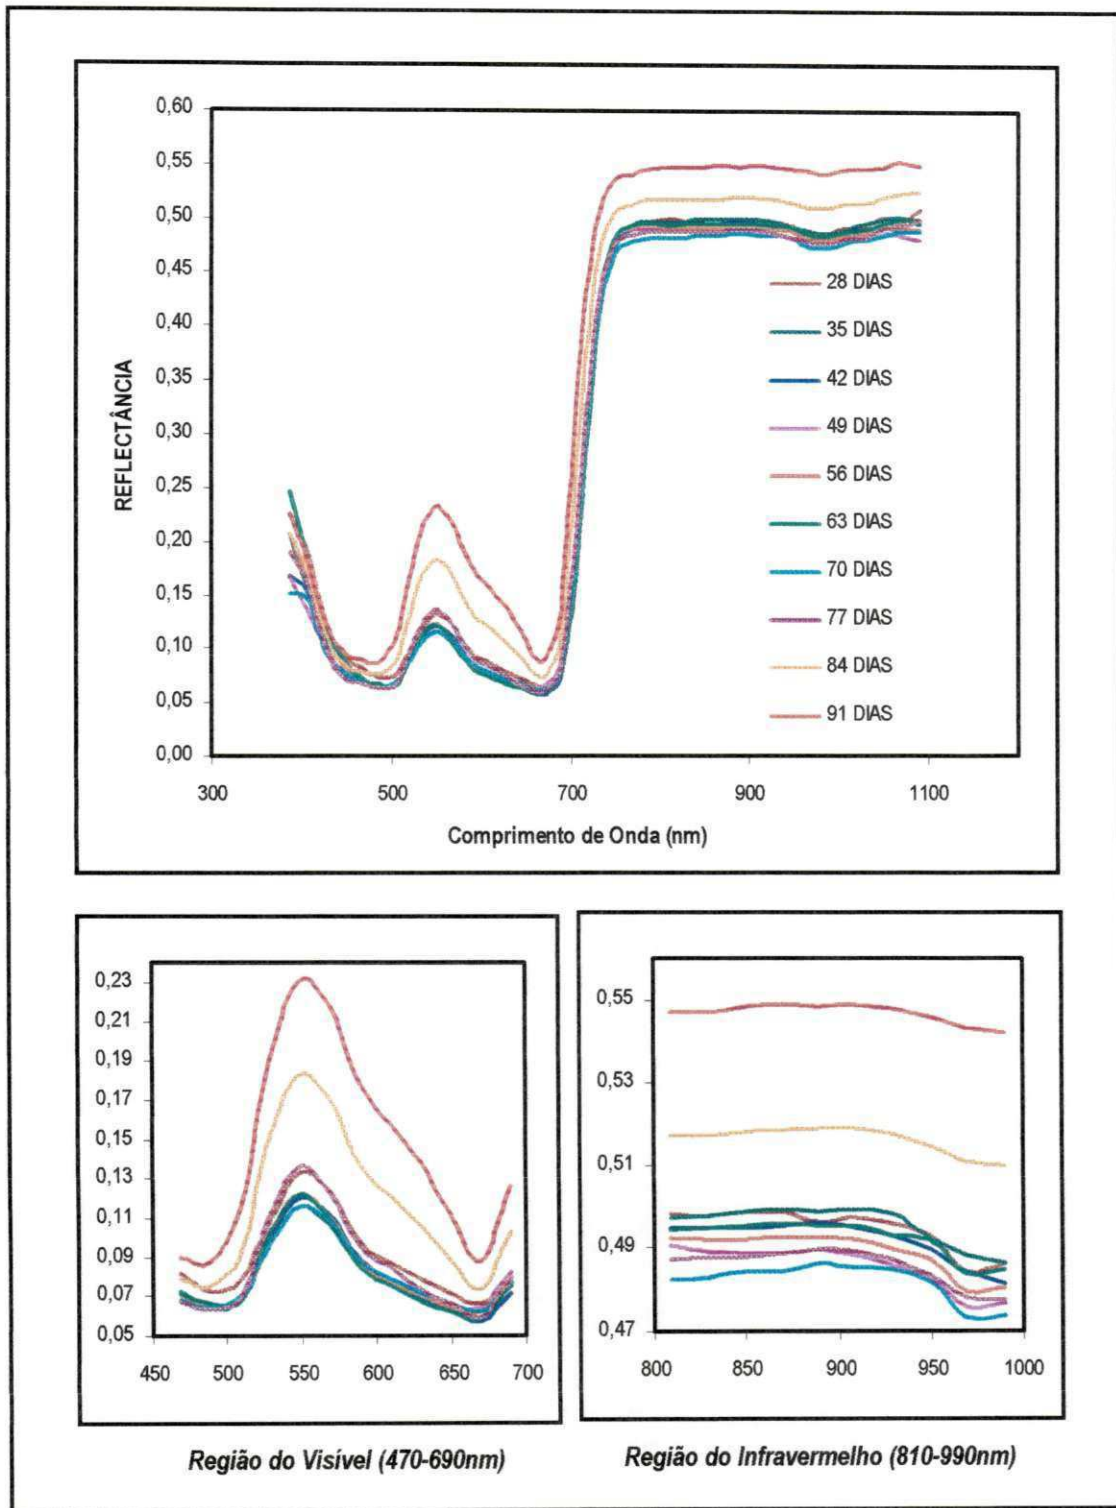 0,60
0,55
0,50
0,45
0,40
0,35
0,30
0,25
0,20
0,15
0,10
0,05
0,00
REFLECTÂNCIA
28 DIAS
35 DIAS
42 DIAS
49 DIAS
56 DIAS
63 DIAS
70 DIAS
77 DIAS
84 DIAS
91 DIAS
300 500 700 900 1100
Comprimento de Onda (nm)
0,23
0,21
0,19
0,17
0,15
0,13
0,11
0,09
0,07
0,05
450 500 550 600 650 700
Região do Visível (470-690nm)
0,55
0,53
0,51
0,49
0,47
800 850 900 950 1000
Região do Infravermelho (810-990nm)